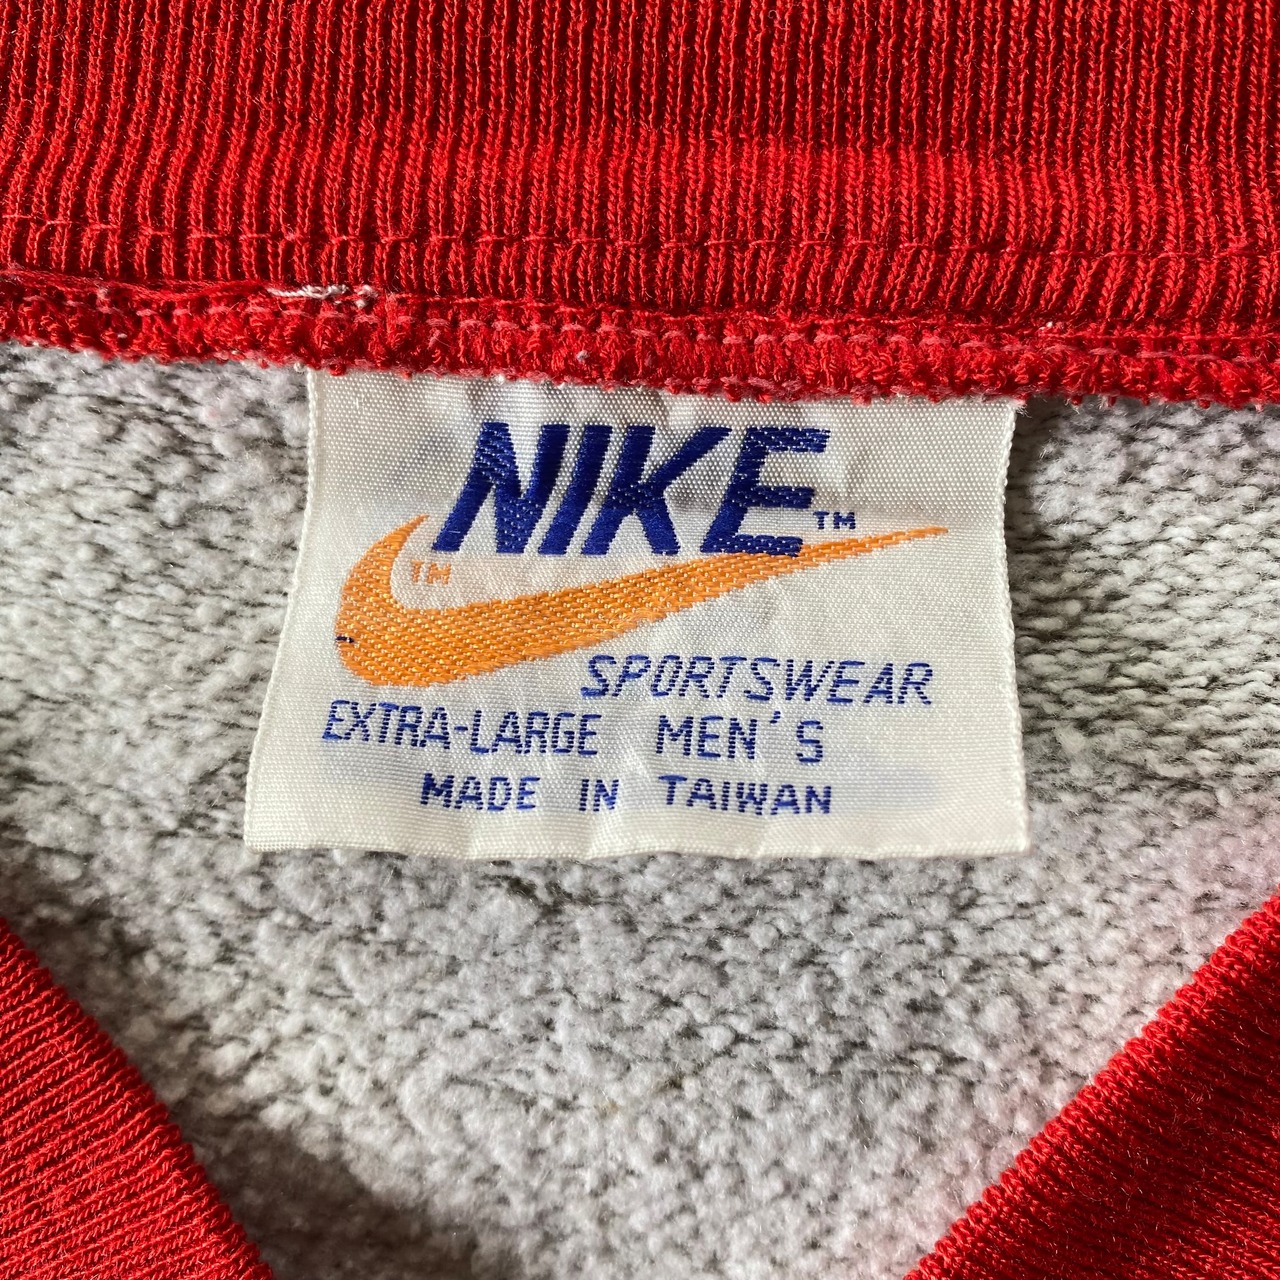 NIKE™
™
SPORTSWEAR
EXTRA-LARGE MEN'S
MADE IN TAIWAN